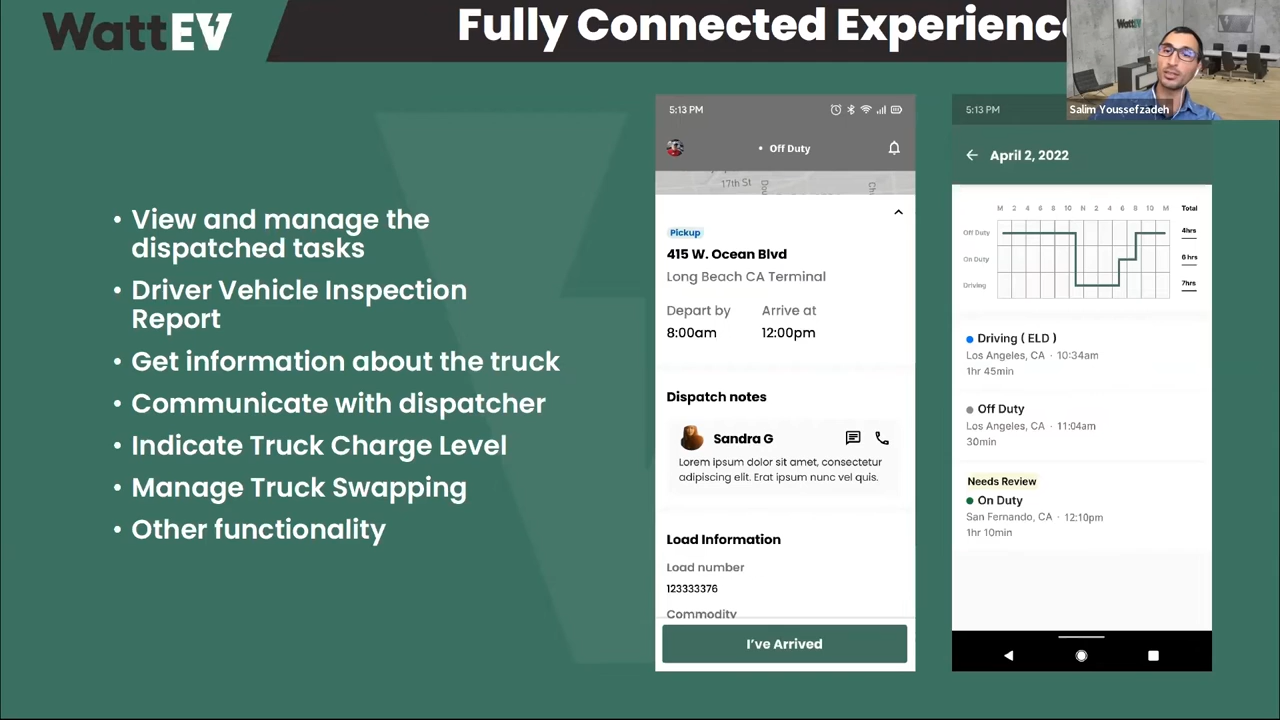 WattEV
Fully Connected Experience
WattEV
Salim Youssefzadeh
• View and manage the
dispatched tasks
• Driver Vehicle Inspection
Report
• Get information about the truck
• Communicate with dispatcher
• Indicate Truck Charge Level
• Manage Truck Swapping
• Other functionality
5:13 PM
• Off Duty
17th St
Pickup
415 W. Ocean Blvd
Long Beach CA Terminal
Depart by Arrive at
8:00am 12:00pm
Dispatch notes
Sandra G
Lorem ipsum dolor sit amet, consectetur
adipiscing elit. Erat ipsum nunc vel quis.
Load Information
Load number
123333376
Commodity
I've Arrived
5:13 PM
April 2, 2022
M 2 4 6 8 10 N 2 4 6 8 10 M Total
Off Duty 4hrs
On Duty 6 hrs
Driving 7hrs
Driving ( ELD )
Los Angeles, CA · 10:34am
1hr 45min
Off Duty
Los Angeles, CA · 11:04am
30min
Needs Review
On Duty
San Fernando, CA · 12:10pm
1hr 10min